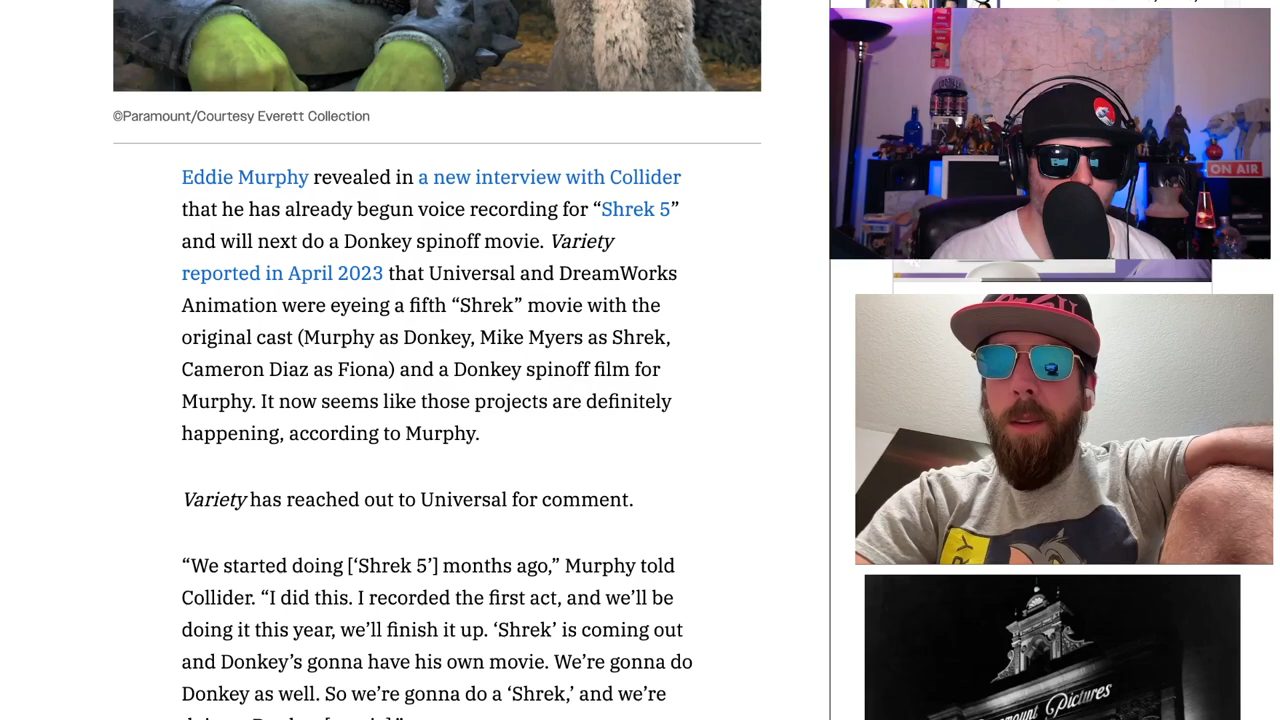 ©Paramount/Courtesy Everett Collection
Eddie Murphy revealed in a new interview with Collider
that he has already begun voice recording for “Shrek 5”
and will next do a Donkey spinoff movie. Variety
reported in April 2023 that Universal and DreamWorks
Animation were eyeing a fifth “Shrek” movie with the
original cast (Murphy as Donkey, Mike Myers as Shrek,
Cameron Diaz as Fiona) and a Donkey spinoff film for
Murphy. It now seems like those projects are definitely
happening, according to Murphy.
Variety has reached out to Universal for comment.
“We started doing [‘Shrek 5’] months ago,” Murphy told
Collider. “I did this. I recorded the first act, and we’ll be
doing it this year, we’ll finish it up. ‘Shrek’ is coming out
and Donkey’s gonna have his own movie. We’re gonna do
Donkey as well. So we’re gonna do a ‘Shrek,’ and we’re
ON AIR
RY
Pictures